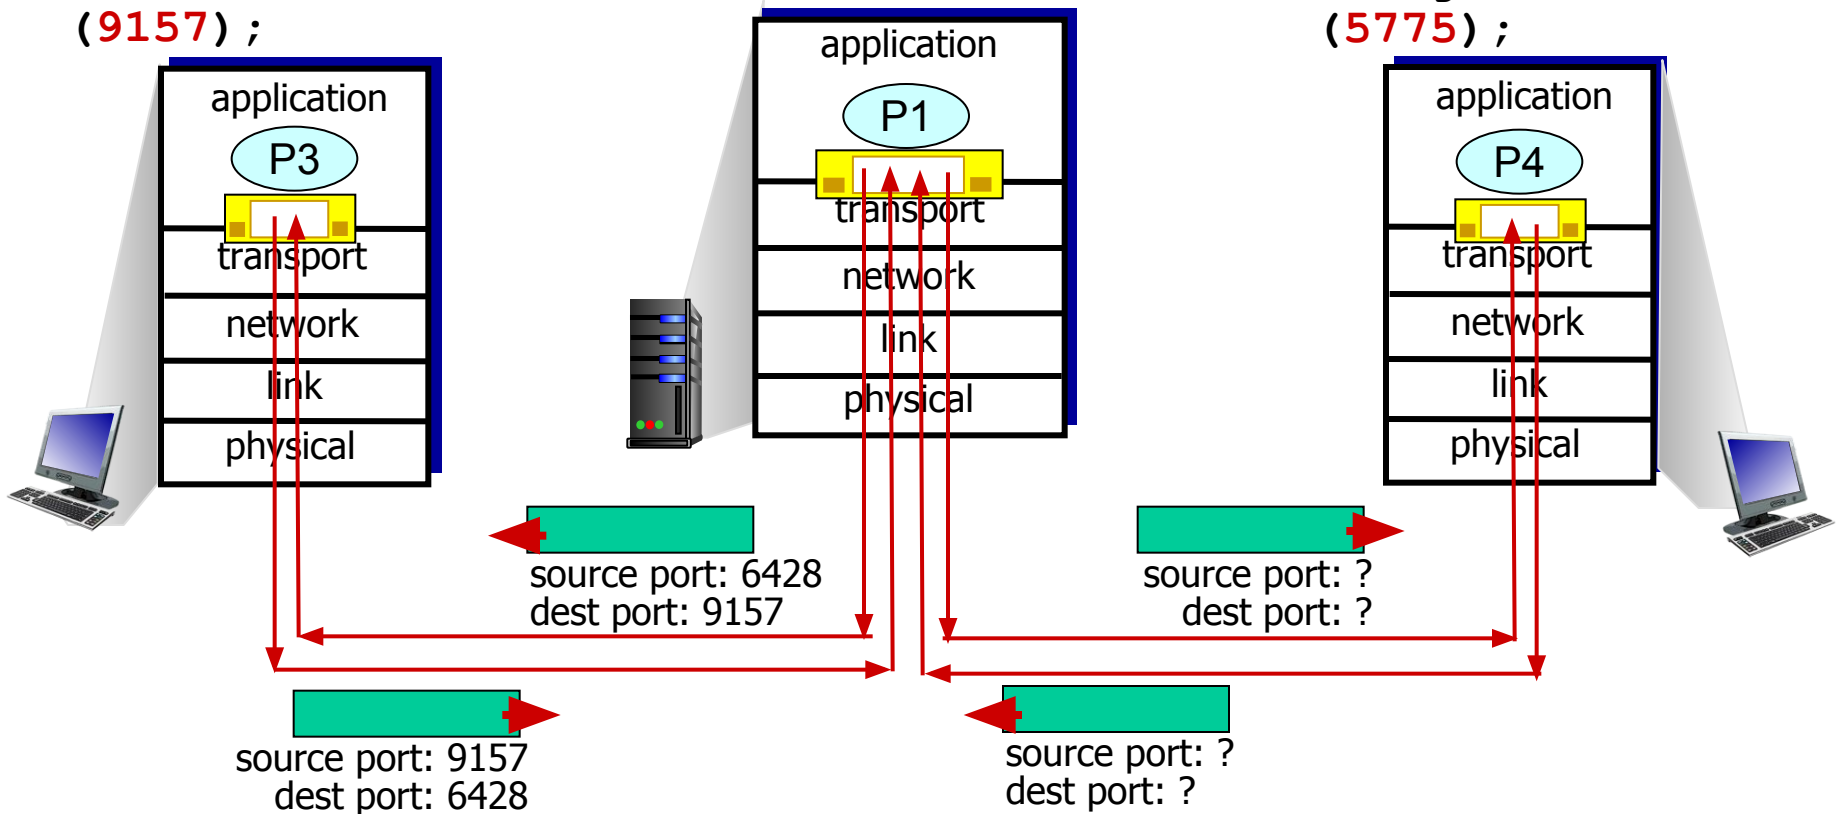 (9157);
application
P3
transport
network
link
physical
application
P1
transport
network
link
physical
(5775);
application
P4
transport
network
link
physical
source port: 6428
dest port: 9157
source port: ?
dest port: ?
source port: 9157
dest port: 6428
source port: ?
dest port: ?